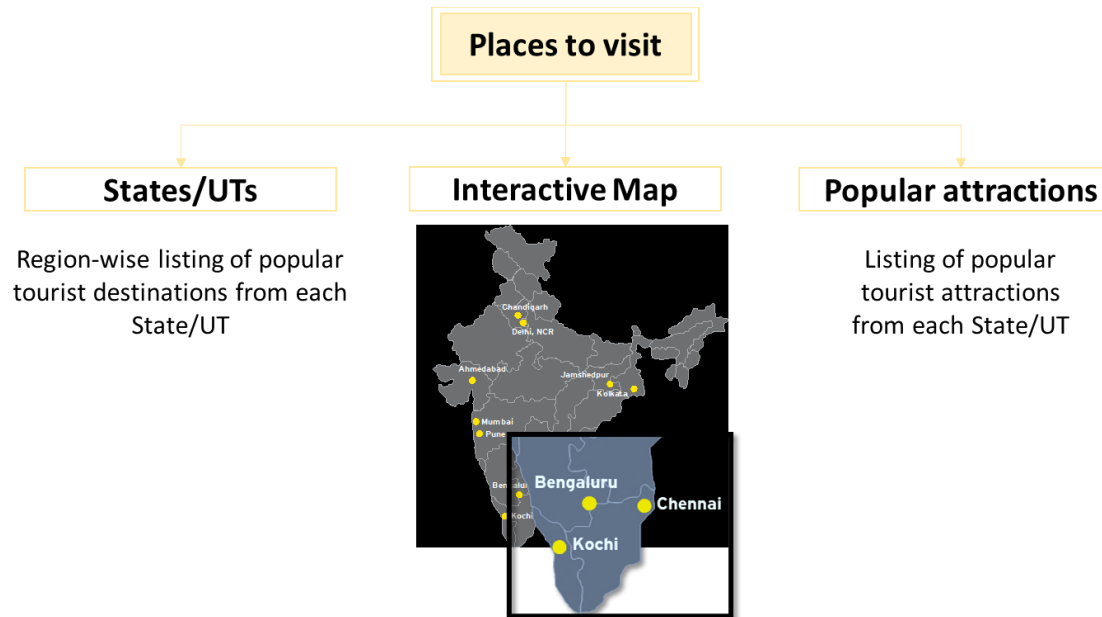 Places to visit
States/UTs
Interactive Map
Popular attractions
Region-wise listing of popular
tourist destinations from each
State/UT
Chandigarh
Delhi, NCR
Ahmedabad
Jamshedpur
Kolkata
Mumbai
Pune
Bengalur
Kochi
Bengaluru
Chennai
Kochi
Listing of popular
tourist attractions
from each State/UT